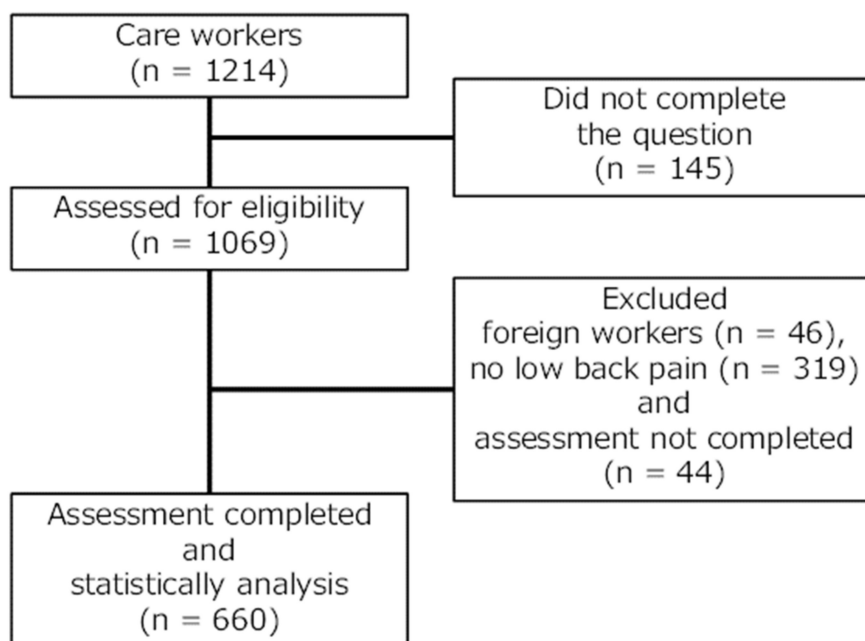 Care workers
(n = 1214)
Did not complete
the question
(n = 145)
Assessed for eligibility
(n = 1069)
Excluded
foreign workers (n = 46),
no low back pain (n = 319)
and
assessment not completed
(n = 44)
Assessment completed
and
statistically analysis
(n = 660)